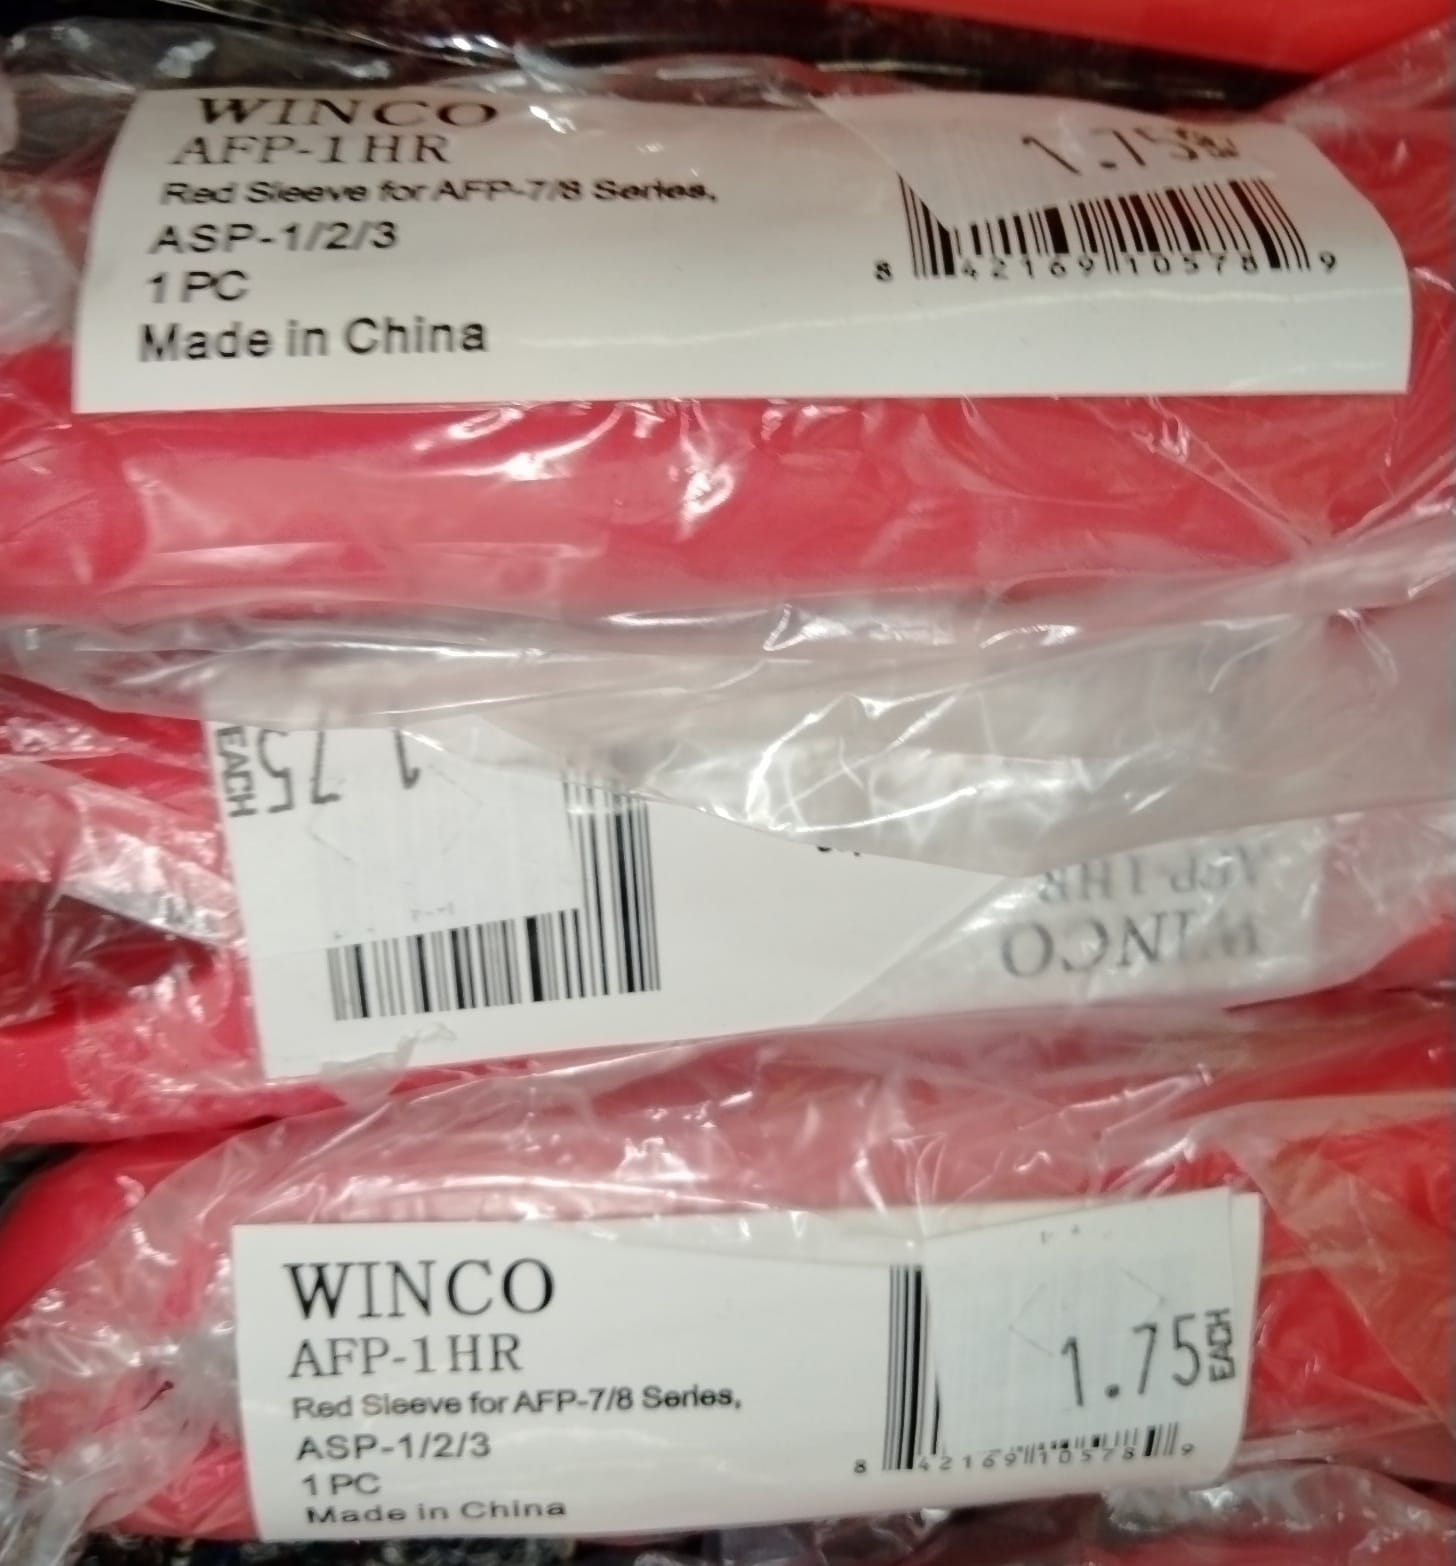 WINCO
AFP-1HR
Red Sleeve for AFP-7/8 Series,
ASP-1/2/3
1 PC
Made in China
1.75
8 42169 10578 9
1.75
EACH
AFP-1HR
WINCO
WINCO
AFP-1HR
Red Sleeve for AFP-7/8 Series,
ASP-1/2/3
1 PC
Made in China
1.75
EACH
8 42169 10578 9